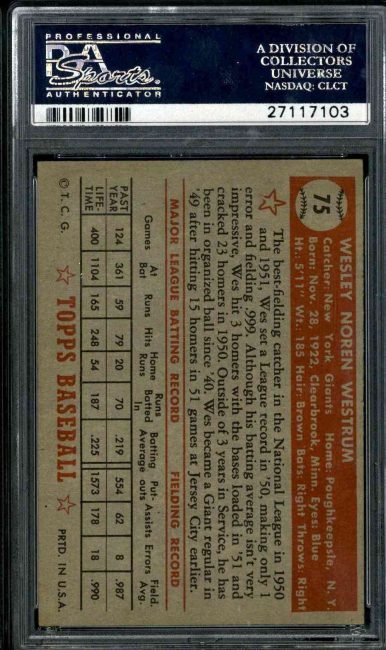 PROFESSIONAL
PSA
Sports
AUTHENTICATOR
A DIVISION OF
COLLECTORS
UNIVERSE
NASDAQ: CLCT
27117103
75
WESLEY NOREN WESTRUM
Catcher: New York Giants Home: Poughkeepsie, N. Y.
Born: Nov. 28, 1922 Clearbrook, Minn. Eyes: Blue
Ht.: 5'11" Wt.: 185 Hair: Brown Bats: Right Throws: Right
The best-fielding catcher in the National League in 1950
and 1951, Wes set a League record in '50, making only 1
error and fielding .999. Although his batting average isn't very
impressive, Wes hit 3 homers with the bases loaded in '51 and
cracked 23 homers in 1950. Outside of 3 years in Service, he has
been in organized ball since '40. Wes became a Giant regular in
'49 after hitting 15 homers in 51 games at Jersey City earlier.
MAJOR LEAGUE BATTING RECORD FIELDING RECORD
Games At Bat Runs Hits Home Runs Runs Batted In Batting Average Put-outs Assists Errors Field. Avg.
PAST YEAR 124 361 59 79 20 70 .219 554 62 8 .987
LIFE-TIME 400 1104 165 248 54 187 .225 1573 178 18 .990
© T. C. G. TOPPS BASEBALL PRTD. IN U.S.A.